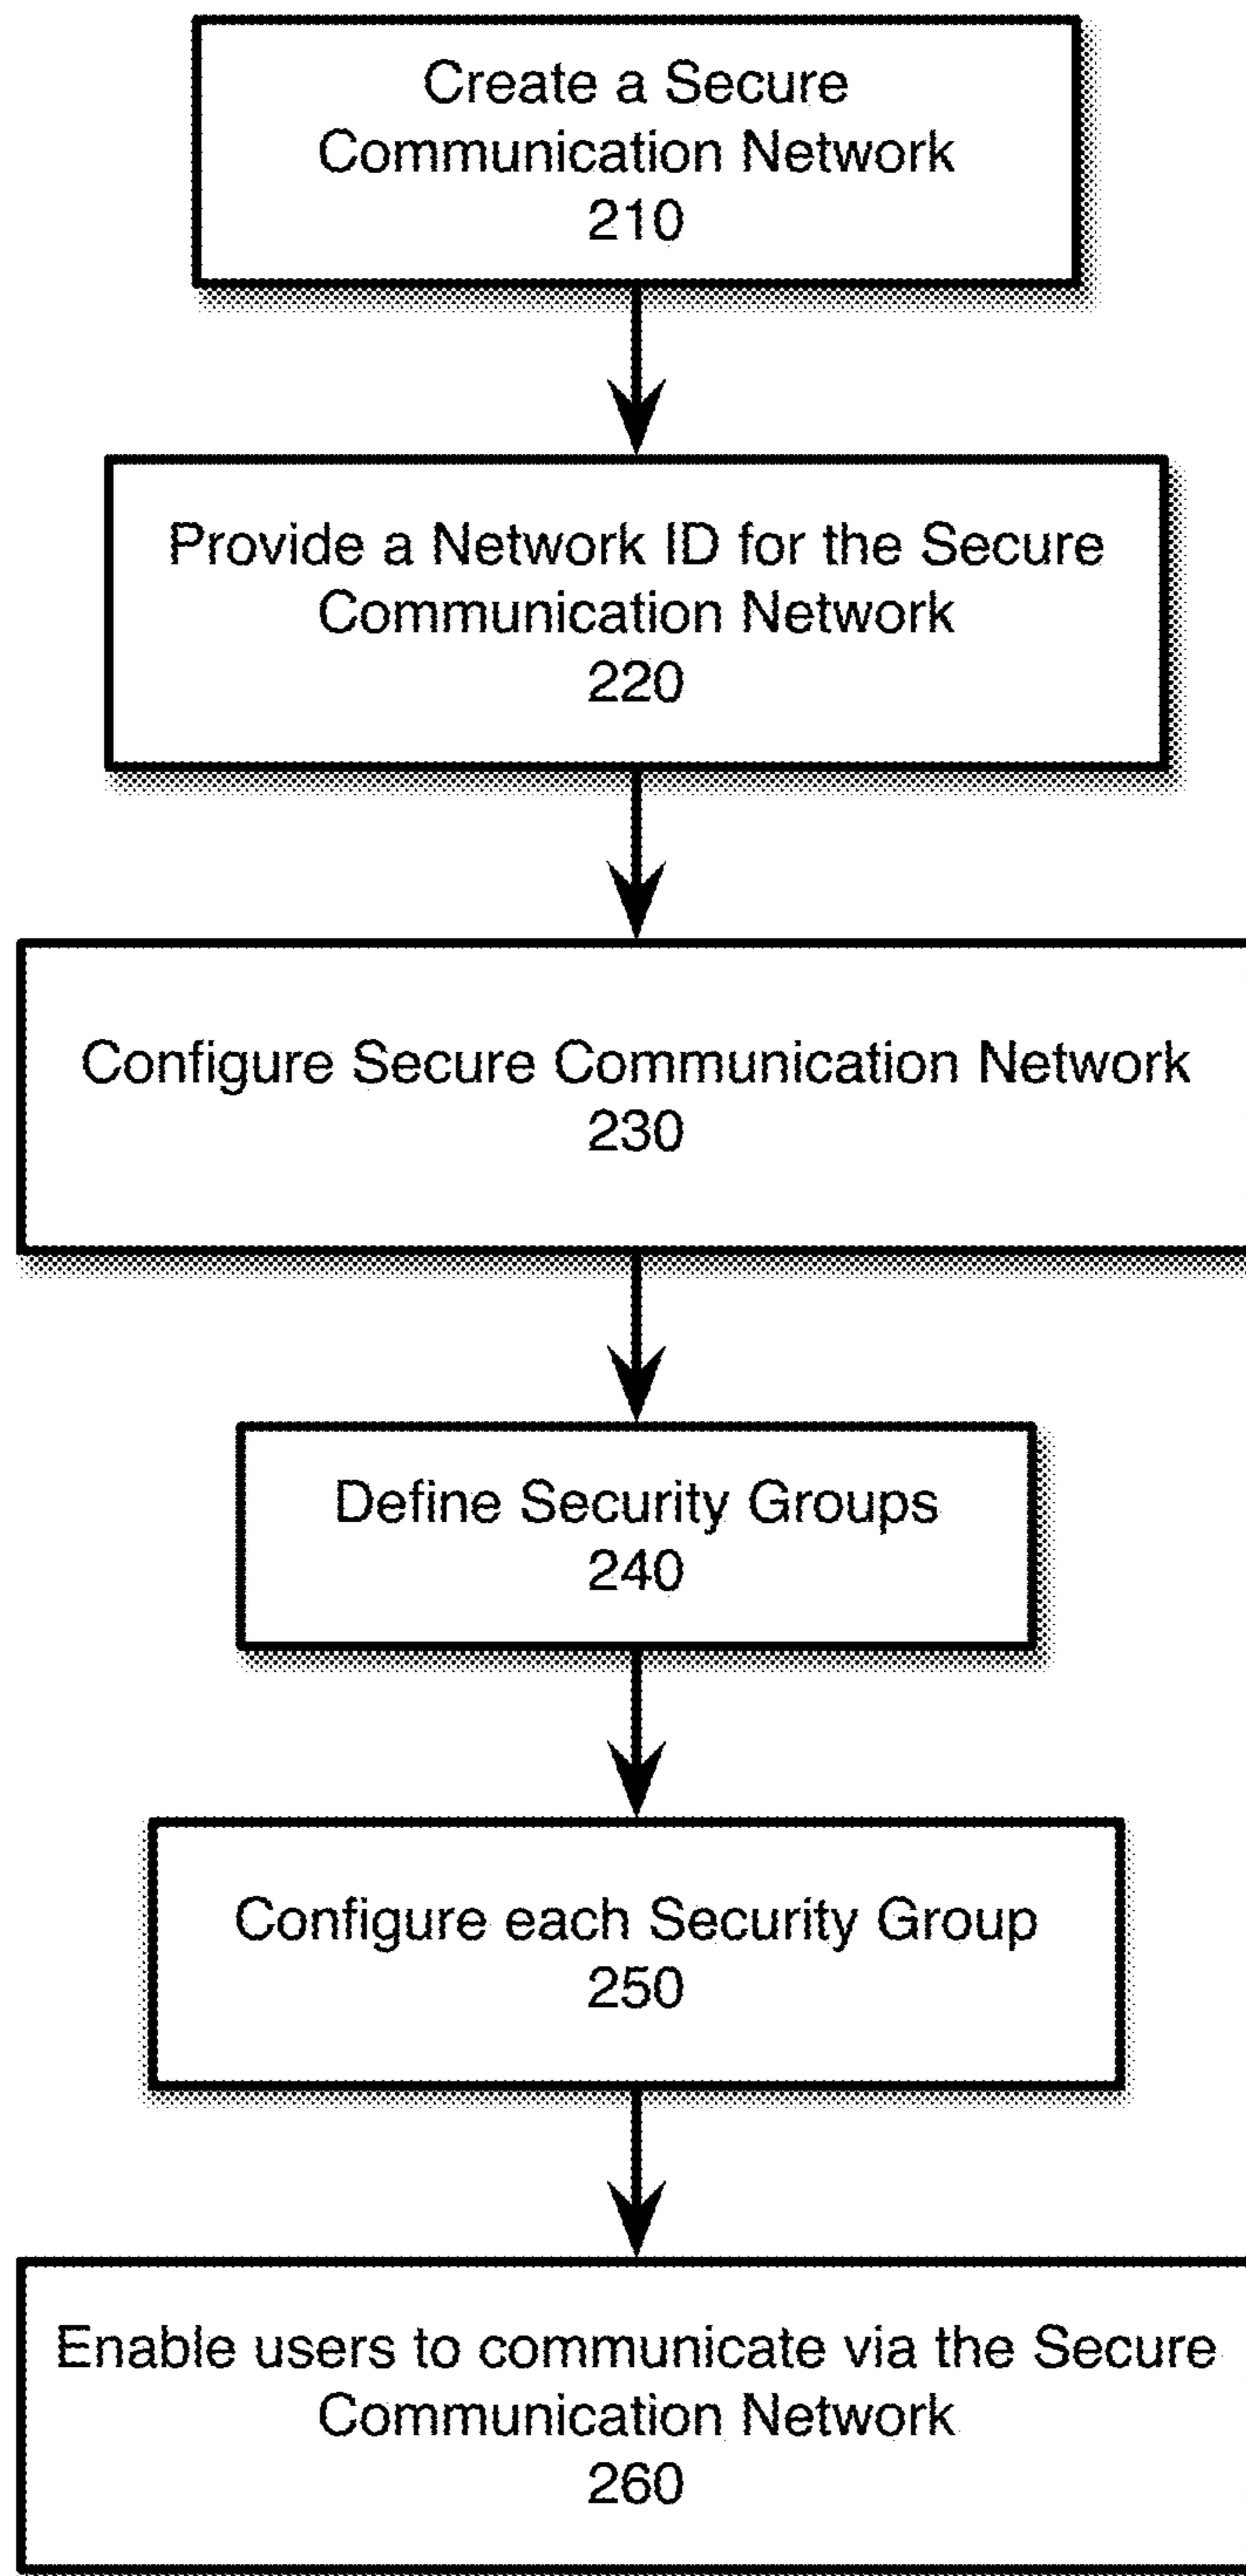 Create a Secure
Communication Network
210
Provide a Network ID for the Secure
Communication Network
220
Configure Secure Communication Network
230
Define Security Groups
240
Configure each Security Group
250
Enable users to communicate via the Secure
Communication Network
260